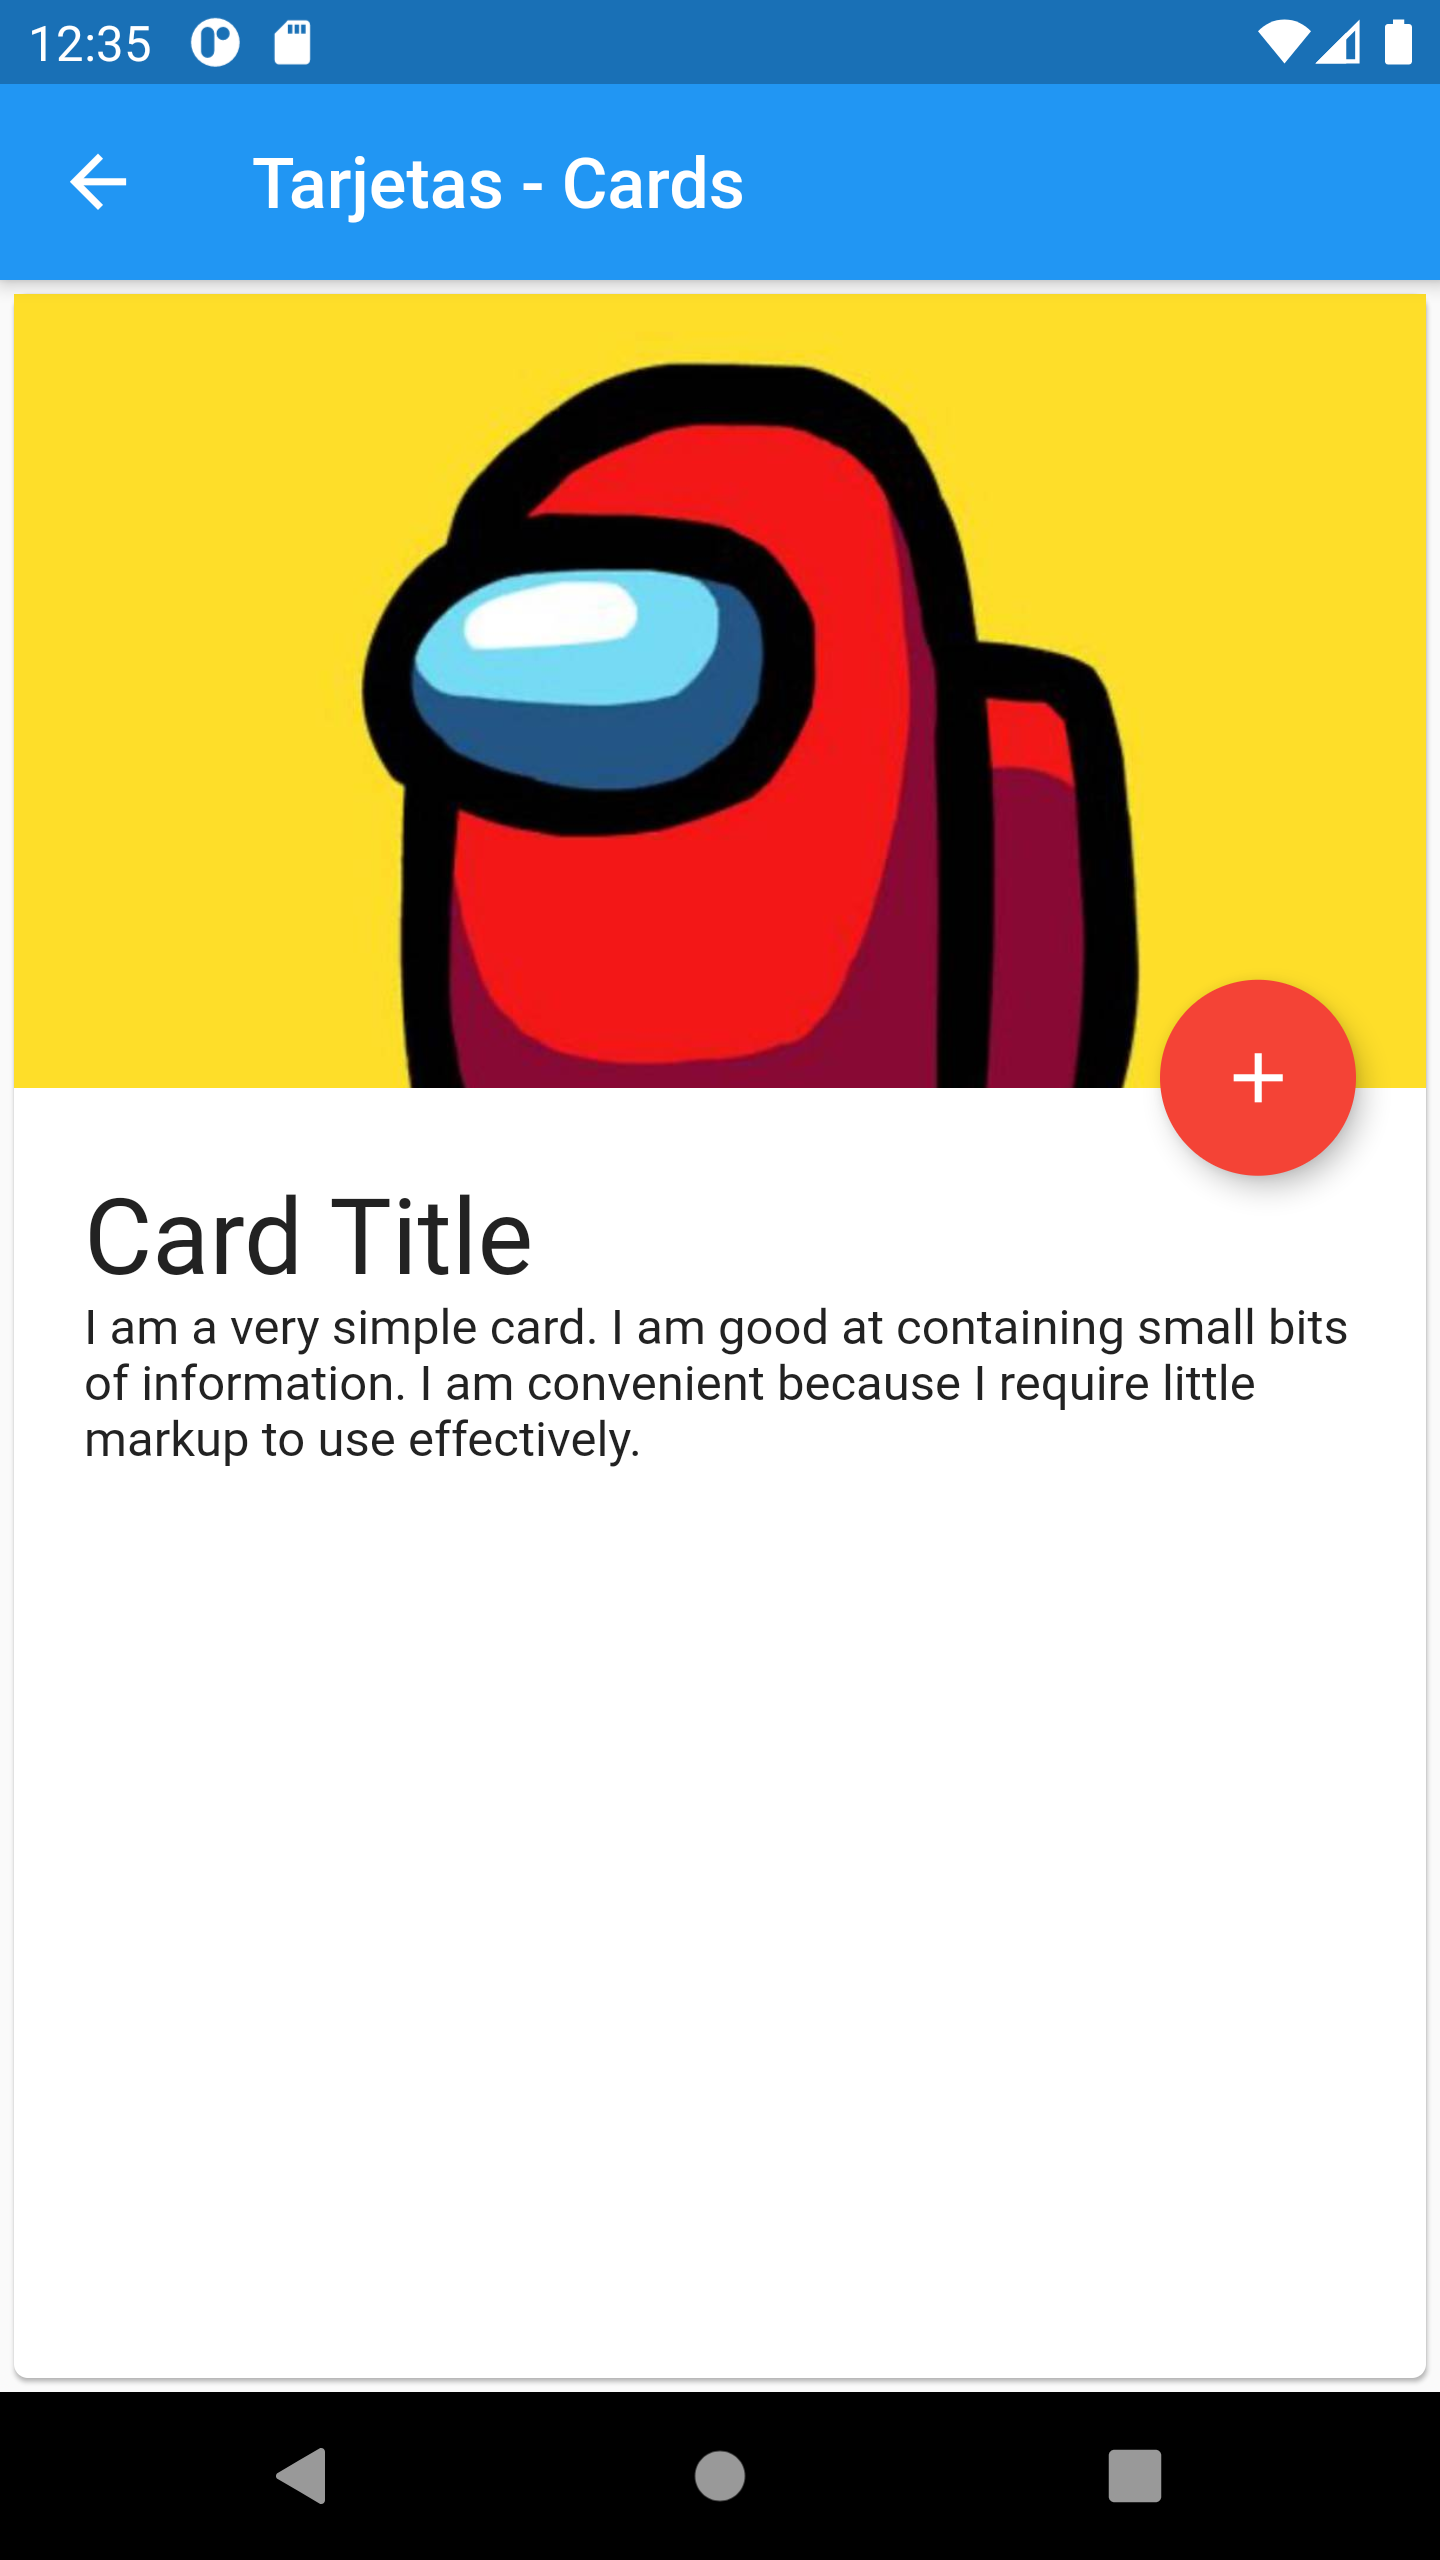 12:35
Tarjetas - Cards
Card Title
I am a very simple card. I am good at containing small bits
of information. I am convenient because I require little
markup to use effectively.